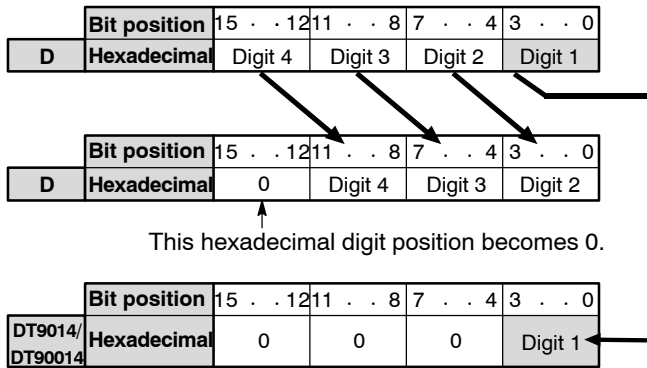 Bit position 15 . . 12 11 . . 8 7 . . 4 3 . . 0
D Hexadecimal Digit 4 Digit 3 Digit 2 Digit 1
Bit position 15 . . 12 11 . . 8 7 . . 4 3 . . 0
D Hexadecimal 0 Digit 4 Digit 3 Digit 2
This hexadecimal digit position becomes 0.
Bit position 15 . . 12 11 . . 8 7 . . 4 3 . . 0
DT9014/
DT90014 Hexadecimal 0 0 0 Digit 1